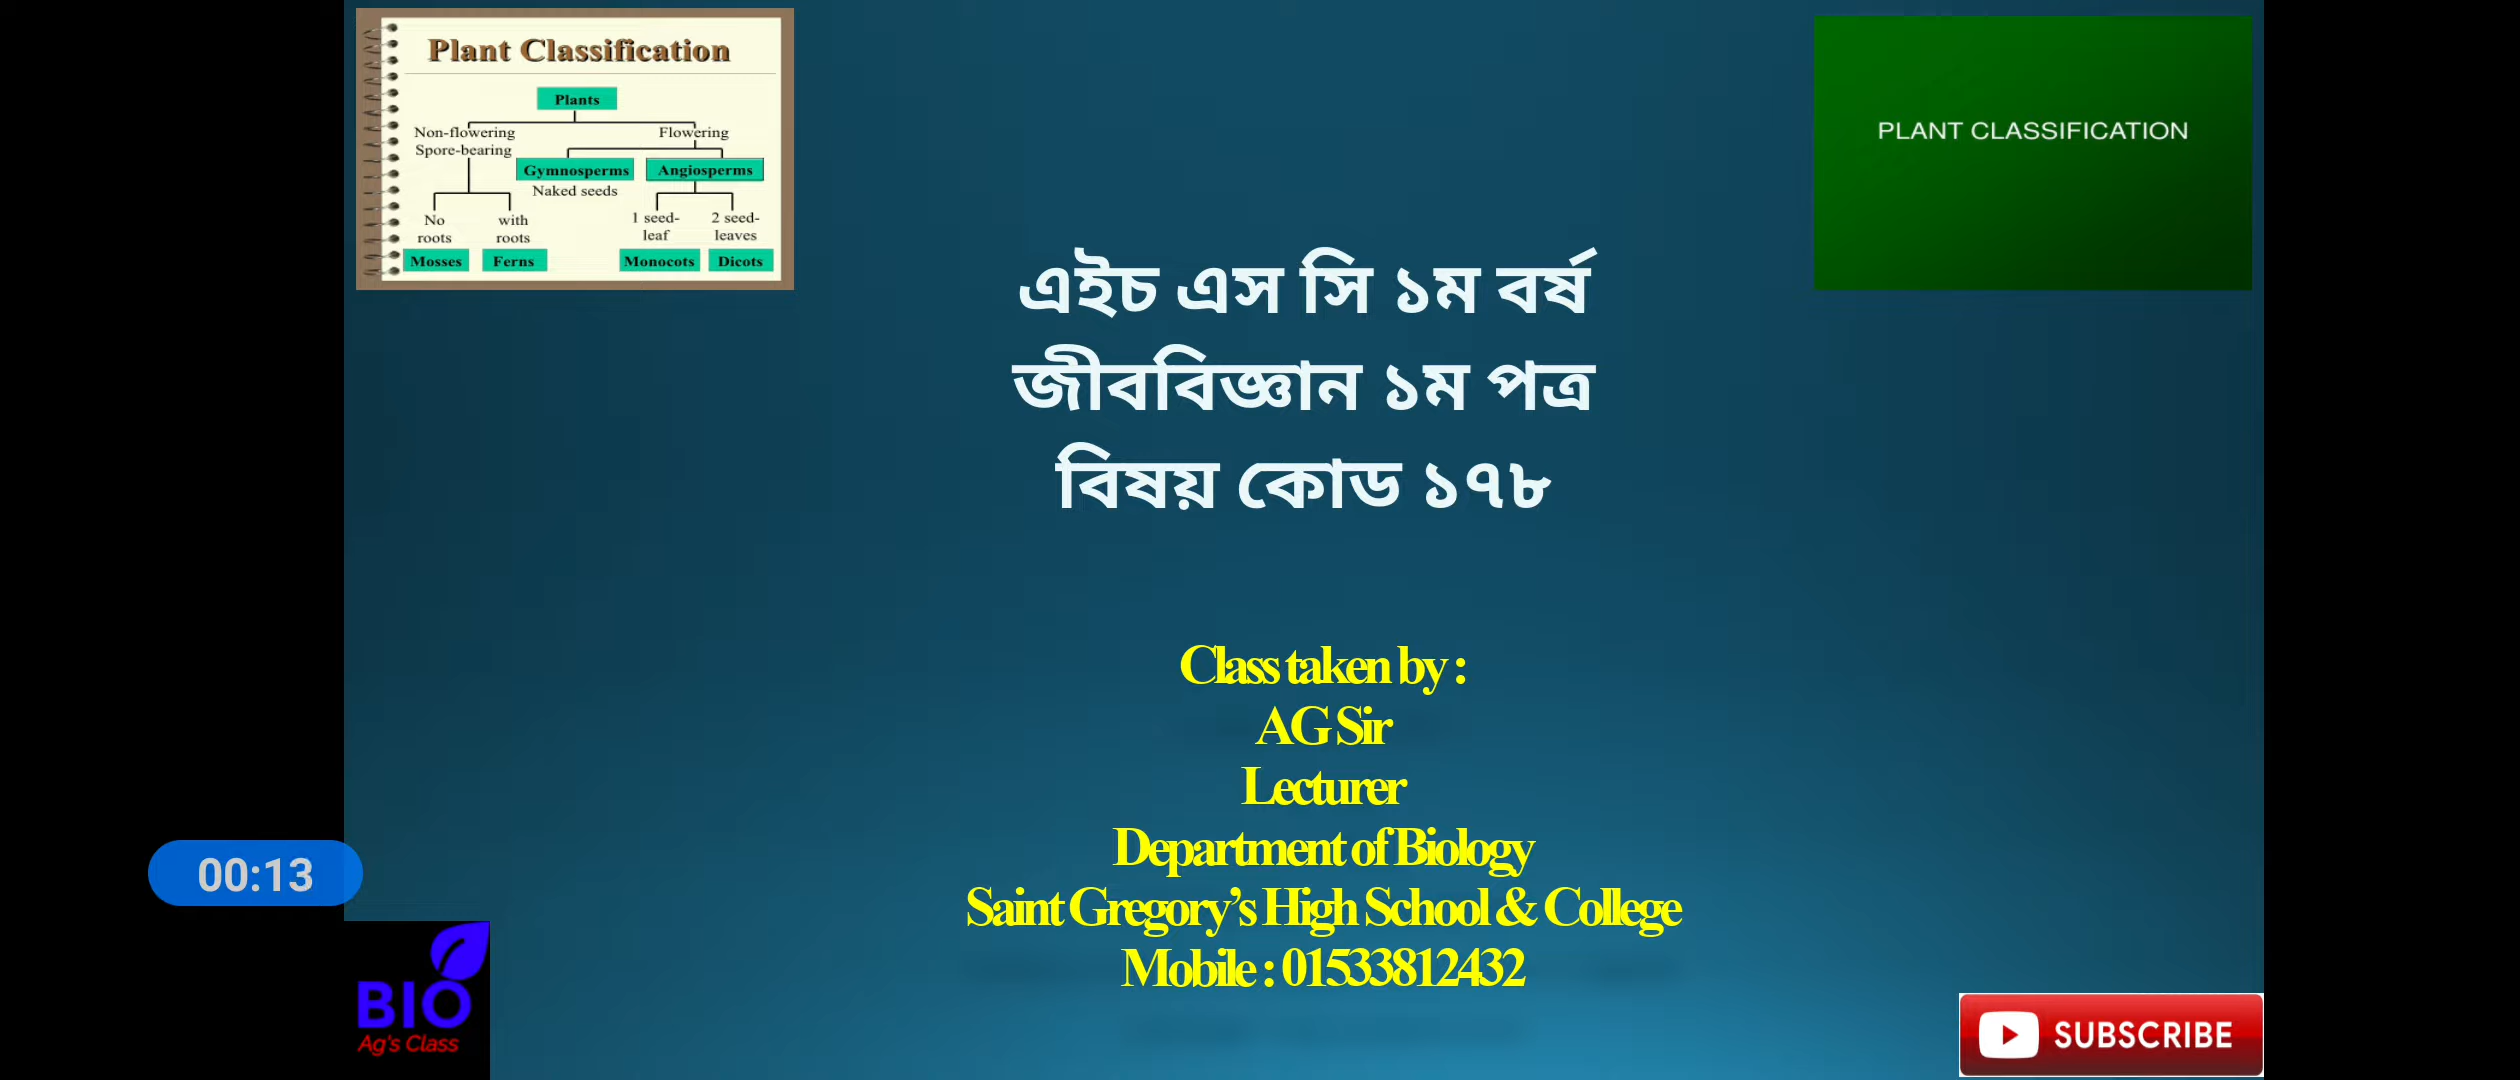 Plant Classification
Plants
Non-flowering
Spore-bearing
Flowering
Gymnosperms
Angiosperms
Naked seeds
No
roots
with
roots
1 seed-
leaf
2 seed-
leaves
Mosses
Ferns
Monocots
Dicots
PLANT CLASSIFICATION
এইচ এস সি ১ম বর্ষ
জীববিজ্ঞান ১ম পত্র
বিষয় কোড ১৭৮
Class taken by :
AG Sir
Lecturer
Department of Biology
Saint Gregory’s High School & College
Mobile : 01533812432
00:13
BIO
Ag's Class
SUBSCRIBE